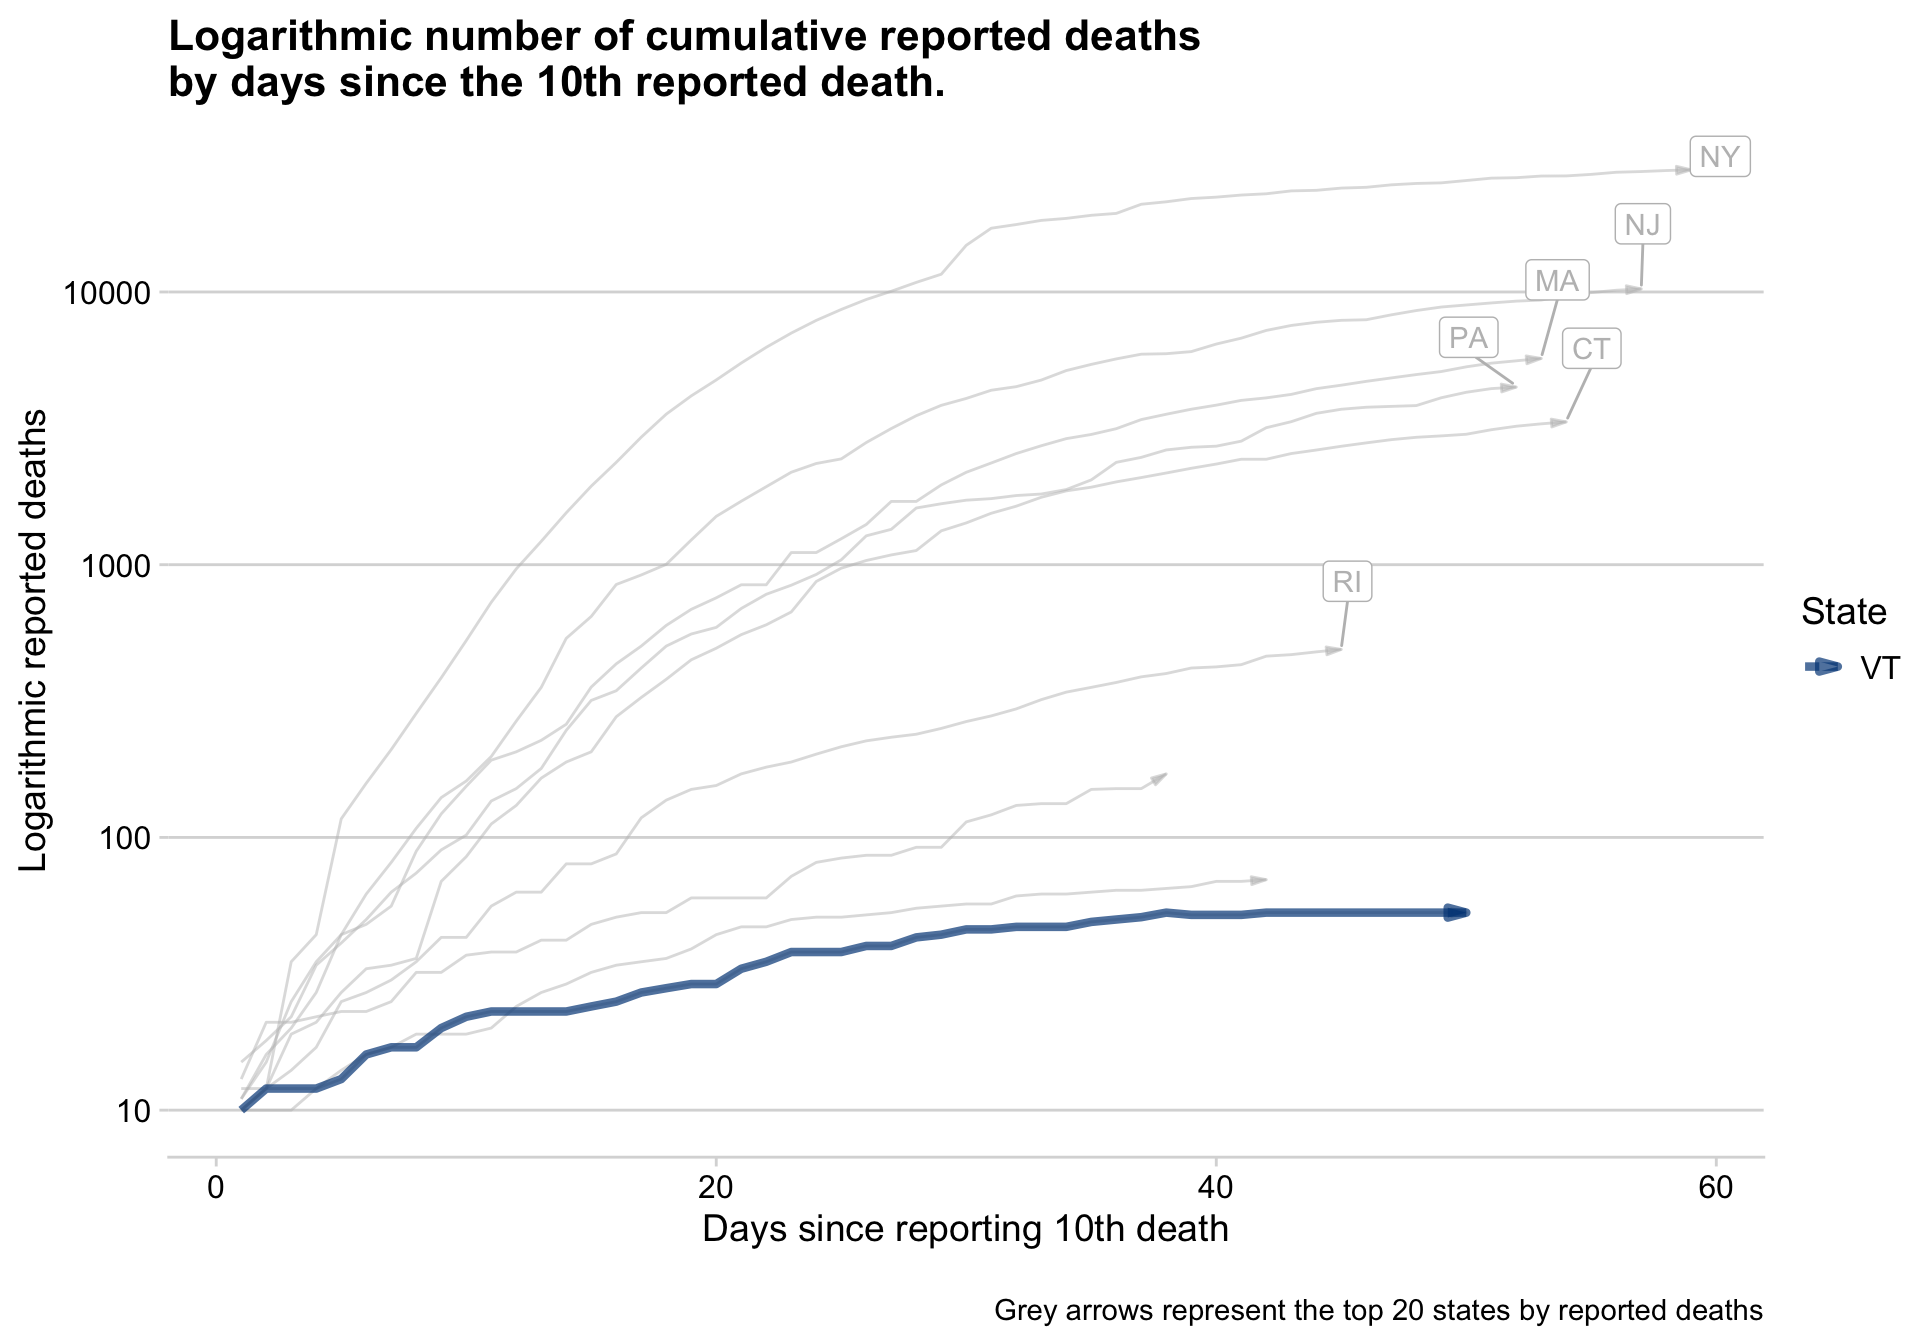 Logarithmic number of cumulative reported deaths
by days since the 10th reported death.
NY
NJ
MA
PA
CT
RI
10000
1000
100
10
Logarithmic reported deaths
0
20
40
60
Days since reporting 10th death
State
VT
Grey arrows represent the top 20 states by reported deaths